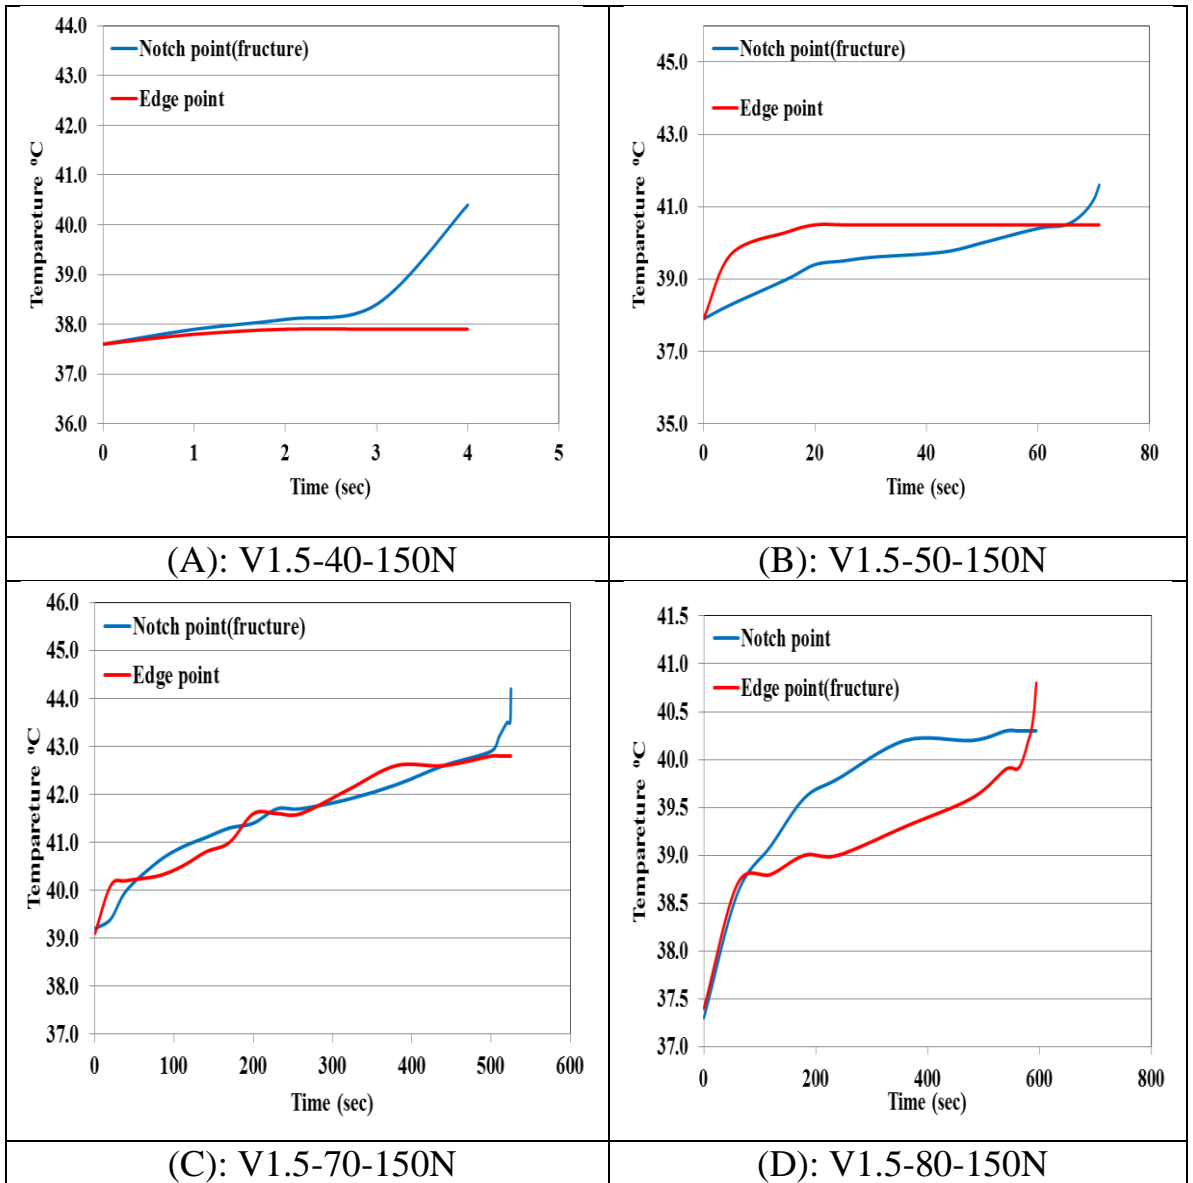 44.0
43.0
42.0
41.0
40.0
39.0
38.0
37.0
36.0
Tempareture ºC
Notch point(fructure)
Edge point
0 1 2 3 4 5
Time (sec)
(A): V1.5-40-150N
45.0
43.0
41.0
39.0
37.0
35.0
Tempareture ºC
Notch point(fructure)
Edge point
0 20 40 60 80
Time (sec)
(B): V1.5-50-150N
46.0
45.0
44.0
43.0
42.0
41.0
40.0
39.0
38.0
37.0
Tempareture ºC
Notch point(fructure)
Edge point
0 100 200 300 400 500 600
Time (sec)
(C): V1.5-70-150N
41.5
41.0
40.5
40.0
39.5
39.0
38.5
38.0
37.5
37.0
Tempareture ºC
Notch point
Edge point(fructure)
0 200 400 600 800
Time (sec)
(D): V1.5-80-150N